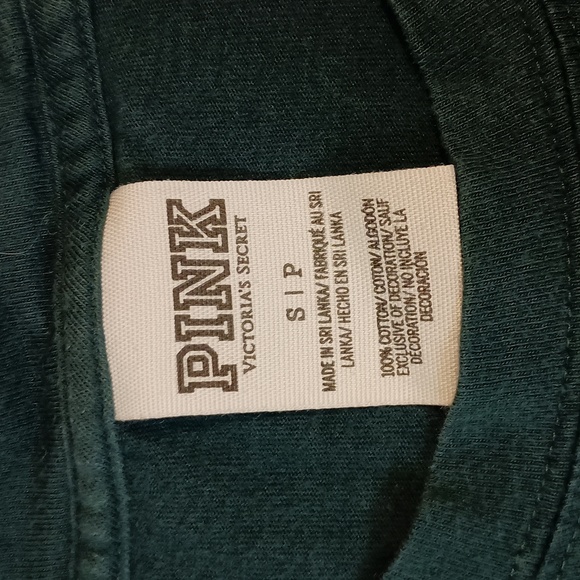 PINK
VICTORIA'S SECRET
S | P
MADE IN SRI LANKA/ FABRIQUÉ AU SRI
LANKA/ HECHO EN SRI LANKA
100% COTTON/ COTON/ ALGODÓN
EXCLUSIVE OF DECORATION/ SAUF
DÉCORATION/ NO INCLUYE LA
DECORACIÓN